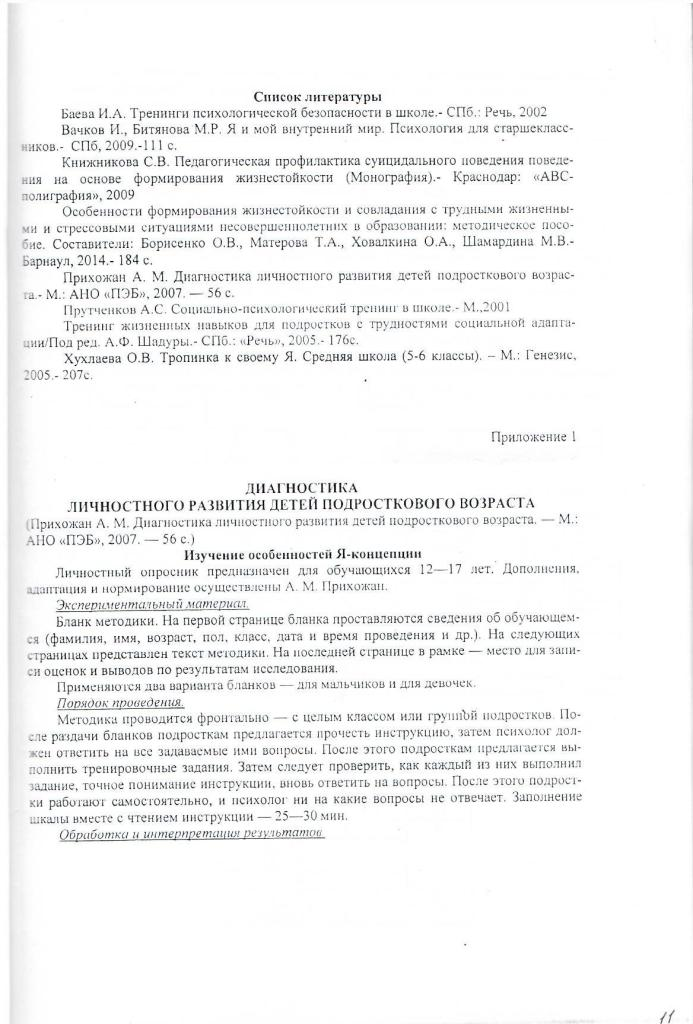 Список литературы
Баева И.А. Тренинги психологической безопасности в школе.- СПб.: Речь, 2002
Вачков И., Битянова М.Р. Я и мой внутренний мир. Психология для старшекласс-
ников.- СПб, 2009.-111 с.
Книжникова С.В. Педагогическая профилактика суицидального поведения поведе-
ния на основе формирования жизнестойкости (Монография).- Краснодар: «АВС-
полиграфия», 2009
Особенности формирования жизнестойкости и совладания с трудными жизненны-
ми и стрессовыми ситуациями несовершеннолетних в образовании: методическое посо-
бие. Составители: Борисенко О.В., Матерова Т.А., Ховалкина О.А., Шамардина М.В.-
Барнаул, 2014.- 184 с.
Прихожан А. М. Диагностика личностного развития детей подросткового возрас-
та.- М.: АНО «ПЭБ», 2007. — 56 с.
Прутченков А.С. Социально-психологический тренинг в школе.- М.,2001
Тренинг жизненных навыков для подростков с трудностями социальной адапта-
ции/Под ред. А.Ф. Шадуры.- СПб.: «Речь», 2005.- 176с.
Хухлаева О.В. Тропинка к своему Я. Средняя школа (5-6 классы). – М.: Генезис,
2005.- 207с.
Приложение 1
ДИАГНОСТИКА
ЛИЧНОСТНОГО РАЗВИТИЯ ДЕТЕЙ ПОДРОСТКОВОГО ВОЗРАСТА
(Прихожан А. М. Диагностика личностного развития детей подросткового возраста. — М.:
АНО «ПЭБ», 2007. — 56 с.)
Изучение особенностей Я-концепции
Личностный опросник предназначен для обучающихся 12—17 лет. Дополнения,
адаптация и нормирование осуществлены А. М. Прихожан.
Экспериментальный материал.
Бланк методики. На первой странице бланка проставляются сведения об обучающем-
ся (фамилия, имя, возраст, пол, класс, дата и время проведения и др.). На следующих
страницах представлен текст методики. На последней странице в рамке — место для запи-
си оценок и выводов по результатам исследования.
Применяются два варианта бланков — для мальчиков и для девочек.
Порядок проведения.
Методика проводится фронтально — с целым классом или группой подростков. По-
сле раздачи бланков подросткам предлагается прочесть инструкцию, затем психолог дол-
жен ответить на все задаваемые ими вопросы. После этого подросткам предлагается вы-
полнить тренировочные задания. Затем следует проверить, как каждый из них выполнил
задание, точное понимание инструкции, вновь ответить на вопросы. После этого подрост-
ки работают самостоятельно, и психолог ни на какие вопросы не отвечает. Заполнение
шкалы вместе с чтением инструкции — 25—30 мин.
Обработка и интерпретация результатов.
11